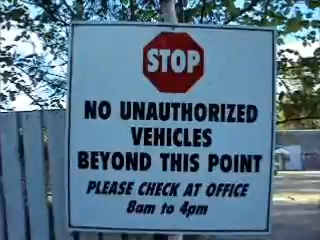 STOP
NO UNAUTHORIZED
VEHICLES
BEYOND THIS POINT
PLEASE CHECK AT OFFICE
8am to 4pm